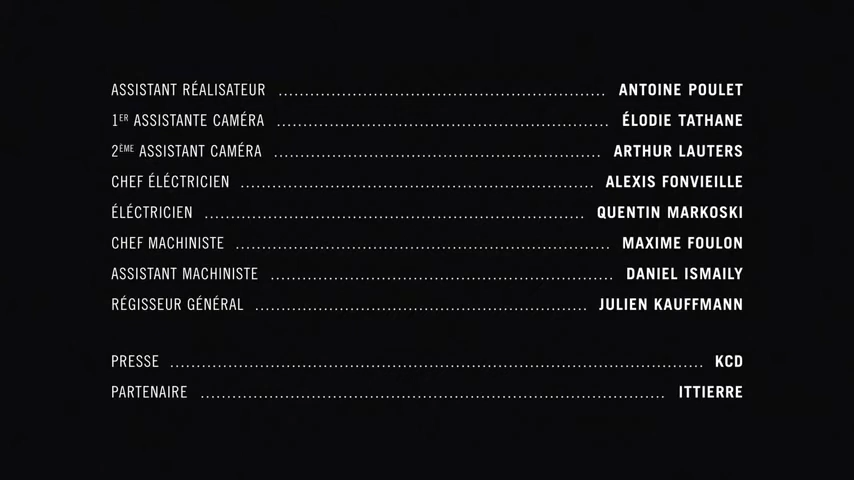 ASSISTANT RÉALISATEUR ........ ANTOINE POULET
1ER ASSISTANTE CAMÉRA ........ ÉLODIE TATHANE
2ÈME ASSISTANT CAMÉRA ........ ARTHUR LAUTERS
CHEF ÉLÉCTRICIEN ........ ALEXIS FONVIEILLE
ÉLÉCTRICIEN ........ QUENTIN MARKOSKI
CHEF MACHINISTE ........ MAXIME FOULON
ASSISTANT MACHINISTE ........ DANIEL ISMAILY
RÉGISSEUR GÉNÉRAL ........ JULIEN KAUFFMANN
PRESSE ........ KCD
PARTENAIRE ........ ITTIERRE